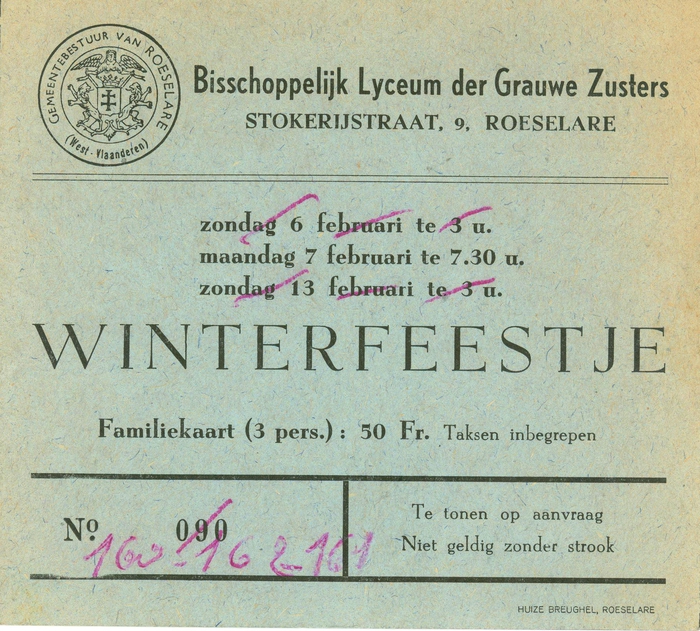 GEMEENTEBESTUUR VAN ROESELARE
(West-Vlaanderen)
Bisschoppelijk Lyceum der Grauwe Zusters
STOKERIJSTRAAT, 9, ROESELARE
zondag 6 februari te 3 u.
maandag 7 februari te 7.30 u.
zondag 13 februari te 3 u.
WINTERFEESTJE
Familiekaart (3 pers.) : 50 Fr. Taksen inbegrepen
Nº 090
160
Te tonen op aanvraag
Niet geldig zonder strook
HUIZE BREUGHEL, ROESELARE